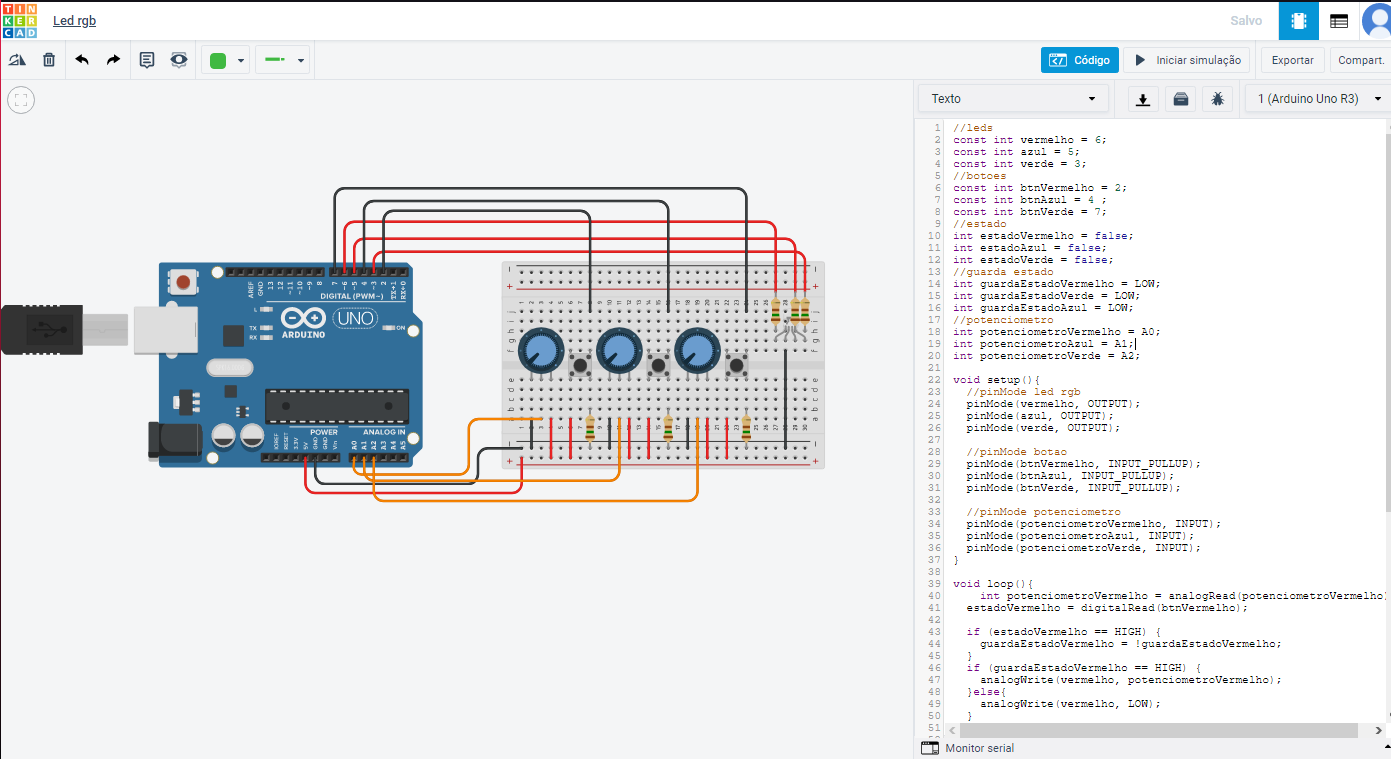 TINKERCAD
Led rgb
Salvo
Código
Iniciar simulação
Exportar
Compart.
Texto
1 (Arduino Uno R3)
AREF
GND
13
12
~11
~10
~9
8
7
~6
~5
4
~3
2
TX→1
RX←0
DIGITAL (PWM~)
L
TX
RX
ARDUINO
UNO
ON
POWER
ANALOG IN
IOREF
RESET
3.3V
5V
GND
GND
Vin
A0
A1
A2
A3
A4
A5
1 //leds
2 const int vermelho = 6;
3 const int azul = 5;
4 const int verde = 3;
5 //botoes
6 const int btnVermelho = 2;
7 const int btnAzul = 4 ;
8 const int btnVerde = 7;
9 //estado
10 int estadoVermelho = false;
11 int estadoAzul = false;
12 int estadoVerde = false;
13 //guarda estado
14 int guardaEstadoVermelho = LOW;
15 int guardaEstadoVerde = LOW;
16 int guardaEstadoAzul = LOW;
17 //potenciometro
18 int potenciometroVermelho = A0;
19 int potenciometroAzul = A1;
20 int potenciometroVerde = A2;
21
22 void setup(){
23 //pinMode led rgb
24 pinMode(vermelho, OUTPUT);
25 pinMode(azul, OUTPUT);
26 pinMode(verde, OUTPUT);
27
28 //pinMode botao
29 pinMode(btnVermelho, INPUT_PULLUP);
30 pinMode(btnAzul, INPUT_PULLUP);
31 pinMode(btnVerde, INPUT_PULLUP);
32
33 //pinMode potenciometro
34 pinMode(potenciometroVermelho, INPUT);
35 pinMode(potenciometroAzul, INPUT);
36 pinMode(potenciometroVerde, INPUT);
37 }
38
39 void loop(){
40 int potenciometroVermelho = analogRead(potenciometroVermelho)
41 estadoVermelho = digitalRead(btnVermelho);
42
43 if (estadoVermelho == HIGH) {
44 guardaEstadoVermelho = !guardaEstadoVermelho;
45 }
46 if (guardaEstadoVermelho == HIGH) {
47 analogWrite(vermelho, potenciometroVermelho);
48 }else{
49 analogWrite(vermelho, LOW);
50 }
51
Monitor serial